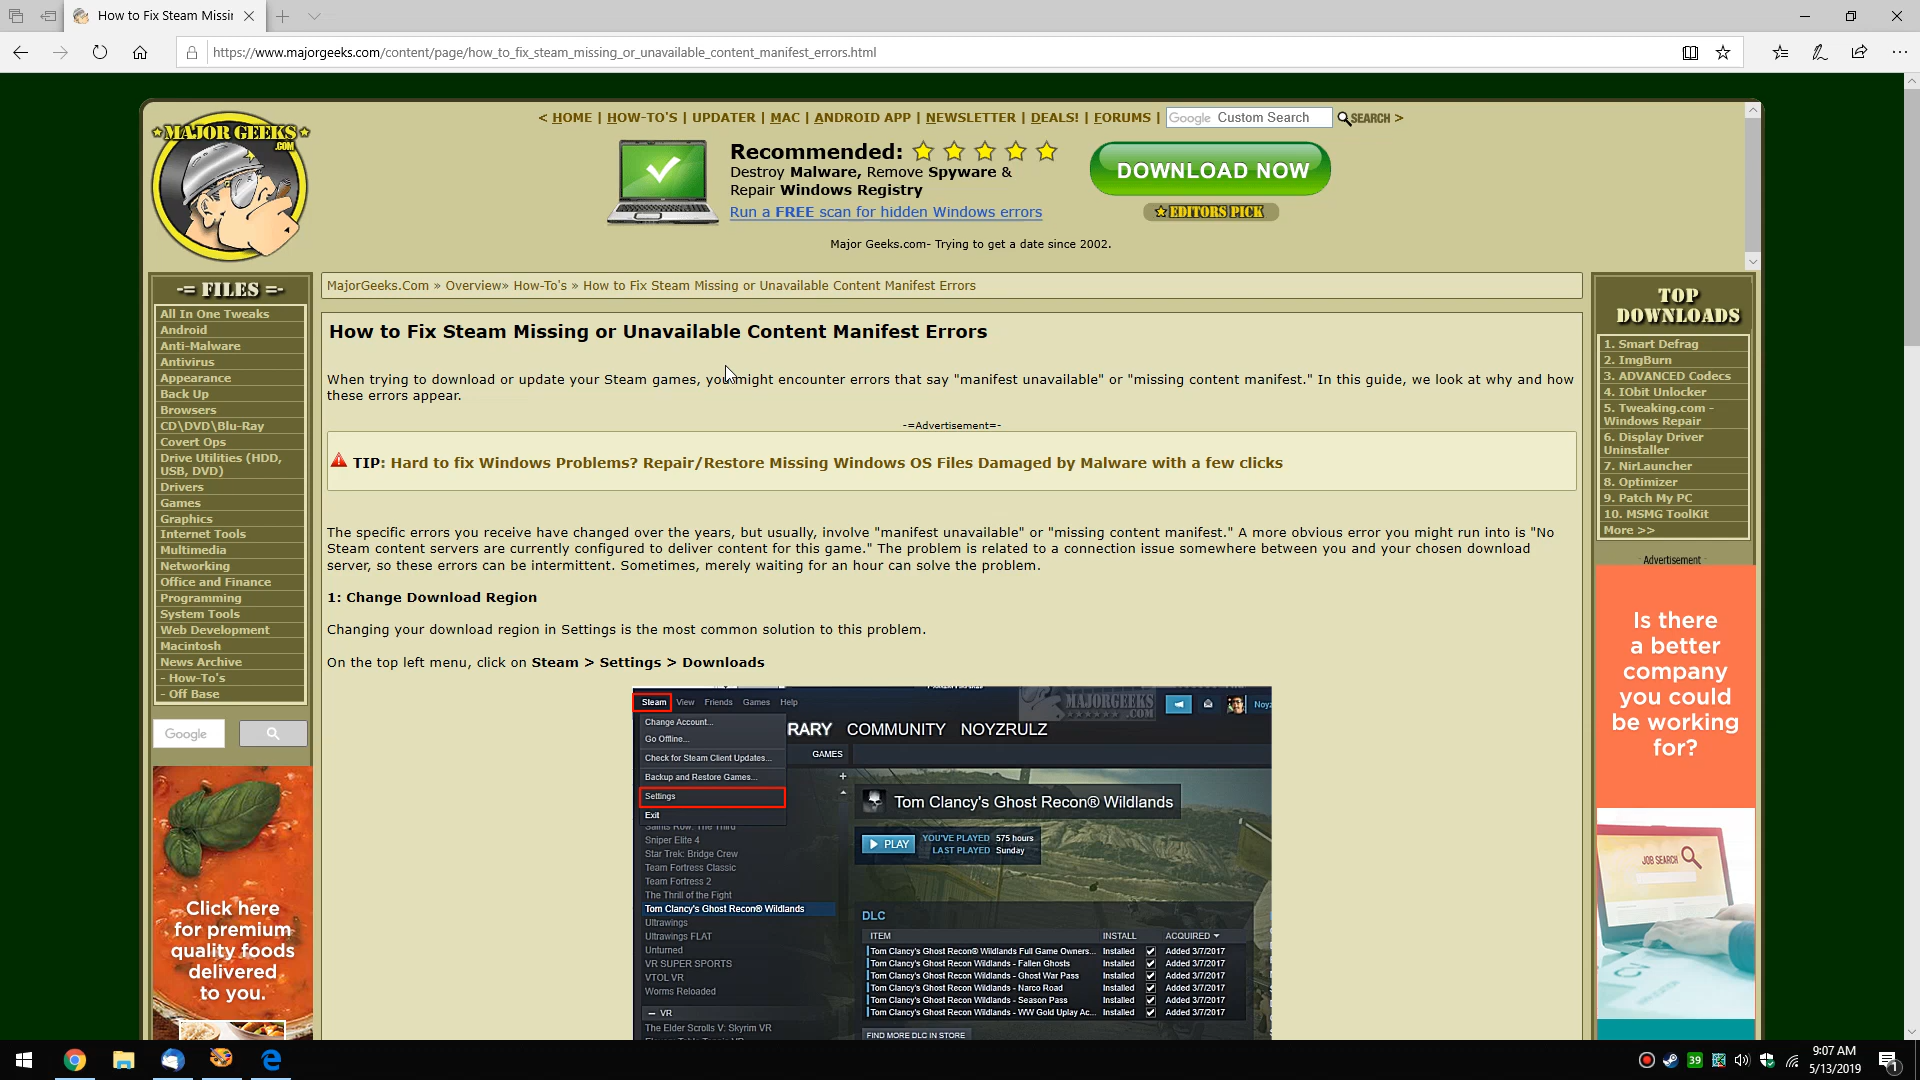 How to Fix Steam Missin
https://www.majorgeeks.com/content/page/how_to_fix_steam_missing_or_unavailable_content_manifest_errors.html
MAJOR GEEKS
.COM
< HOME | HOW-TO'S | UPDATER | MAC | ANDROID APP | NEWSLETTER | DEALS! | FORUMS | Google Custom Search SEARCH >
Recommended:
Destroy Malware, Remove Spyware &
Repair Windows Registry
Run a FREE scan for hidden Windows errors
DOWNLOAD NOW
EDITORS PICK
Major Geeks.com- Trying to get a date since 2002.
-= FILES =-
All In One Tweaks
Android
Anti-Malware
Antivirus
Appearance
Back Up
Browsers
CD\DVD\Blu-Ray
Covert Ops
Drive Utilities (HDD,
USB, DVD)
Drivers
Games
Graphics
Internet Tools
Multimedia
Networking
Office and Finance
Programming
System Tools
Web Development
Macintosh
News Archive
- How-To's
- Off Base
Google
Click here
for premium
quality foods
delivered
to you.
MajorGeeks.Com » Overview» How-To's » How to Fix Steam Missing or Unavailable Content Manifest Errors
How to Fix Steam Missing or Unavailable Content Manifest Errors
When trying to download or update your Steam games, you might encounter errors that say "manifest unavailable" or "missing content manifest." In this guide, we look at why and how
these errors appear.
-=Advertisement=-
TIP: Hard to fix Windows Problems? Repair/Restore Missing Windows OS Files Damaged by Malware with a few clicks
The specific errors you receive have changed over the years, but usually, involve "manifest unavailable" or "missing content manifest." A more obvious error you might run into is "No
Steam content servers are currently configured to deliver content for this game." The problem is related to a connection issue somewhere between you and your chosen download
server, so these errors can be intermittent. Sometimes, merely waiting for an hour can solve the problem.
1: Change Download Region
Changing your download region in Settings is the most common solution to this problem.
On the top left menu, click on Steam > Settings > Downloads
Steam View Friends Games Help
MAJORGEEKS
.COM
Noyz
Change Account...
Go Offline...
Check for Steam Client Updates...
Backup and Restore Games...
Settings
Exit
RARY COMMUNITY NOYZRULZ
GAMES
Saints Row: The Third
Sniper Elite 4
Star Trek: Bridge Crew
Team Fortress Classic
Team Fortress 2
The Thrill of the Fight
Tom Clancy's Ghost Recon® Wildlands
Ultrawings
Ultrawings FLAT
Unturned
VR SUPER SPORTS
VTOL VR
Worms Reloaded
— VR
The Elder Scrolls V: Skyrim VR
Tom Clancy's Ghost Recon® Wildlands
PLAY
YOU'VE PLAYED 575 hours
LAST PLAYED Sunday
DLC
ITEM INSTALL ACQUIRED
Tom Clancy's Ghost Recon® Wildlands Full Game Owners... Installed Added 3/7/2017
Tom Clancy's Ghost Recon Wildlands - Fallen Ghosts Installed Added 3/7/2017
Tom Clancy's Ghost Recon Wildlands - Ghost War Pass Installed Added 3/7/2017
Tom Clancy's Ghost Recon Wildlands - Narco Road Installed Added 3/7/2017
Tom Clancy's Ghost Recon Wildlands - Season Pass Installed Added 3/7/2017
Tom Clancy's Ghost Recon Wildlands - WW Gold Uplay Ac... Installed Added 3/7/2017
FIND MORE DLC IN STORE
TOP
DOWNLOADS
1. Smart Defrag
2. ImgBurn
3. ADVANCED Codecs
4. IObit Unlocker
5. Tweaking.com -
Windows Repair
6. Display Driver
Uninstaller
7. NirLauncher
8. Optimizer
9. Patch My PC
10. MSMG ToolKit
More >>
- Advertisement -
Is there
a better
company
you could
be working
for?
JOB SEARCH
39
9:07 AM
5/13/2019
1